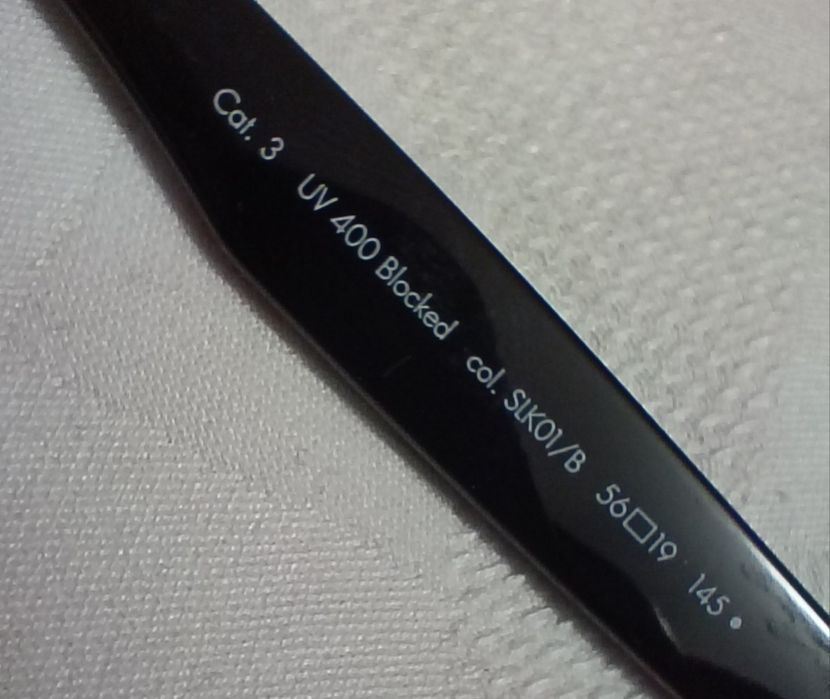 Cat. 3 UV 400 Blocked col. SLK01/B 56□19 145